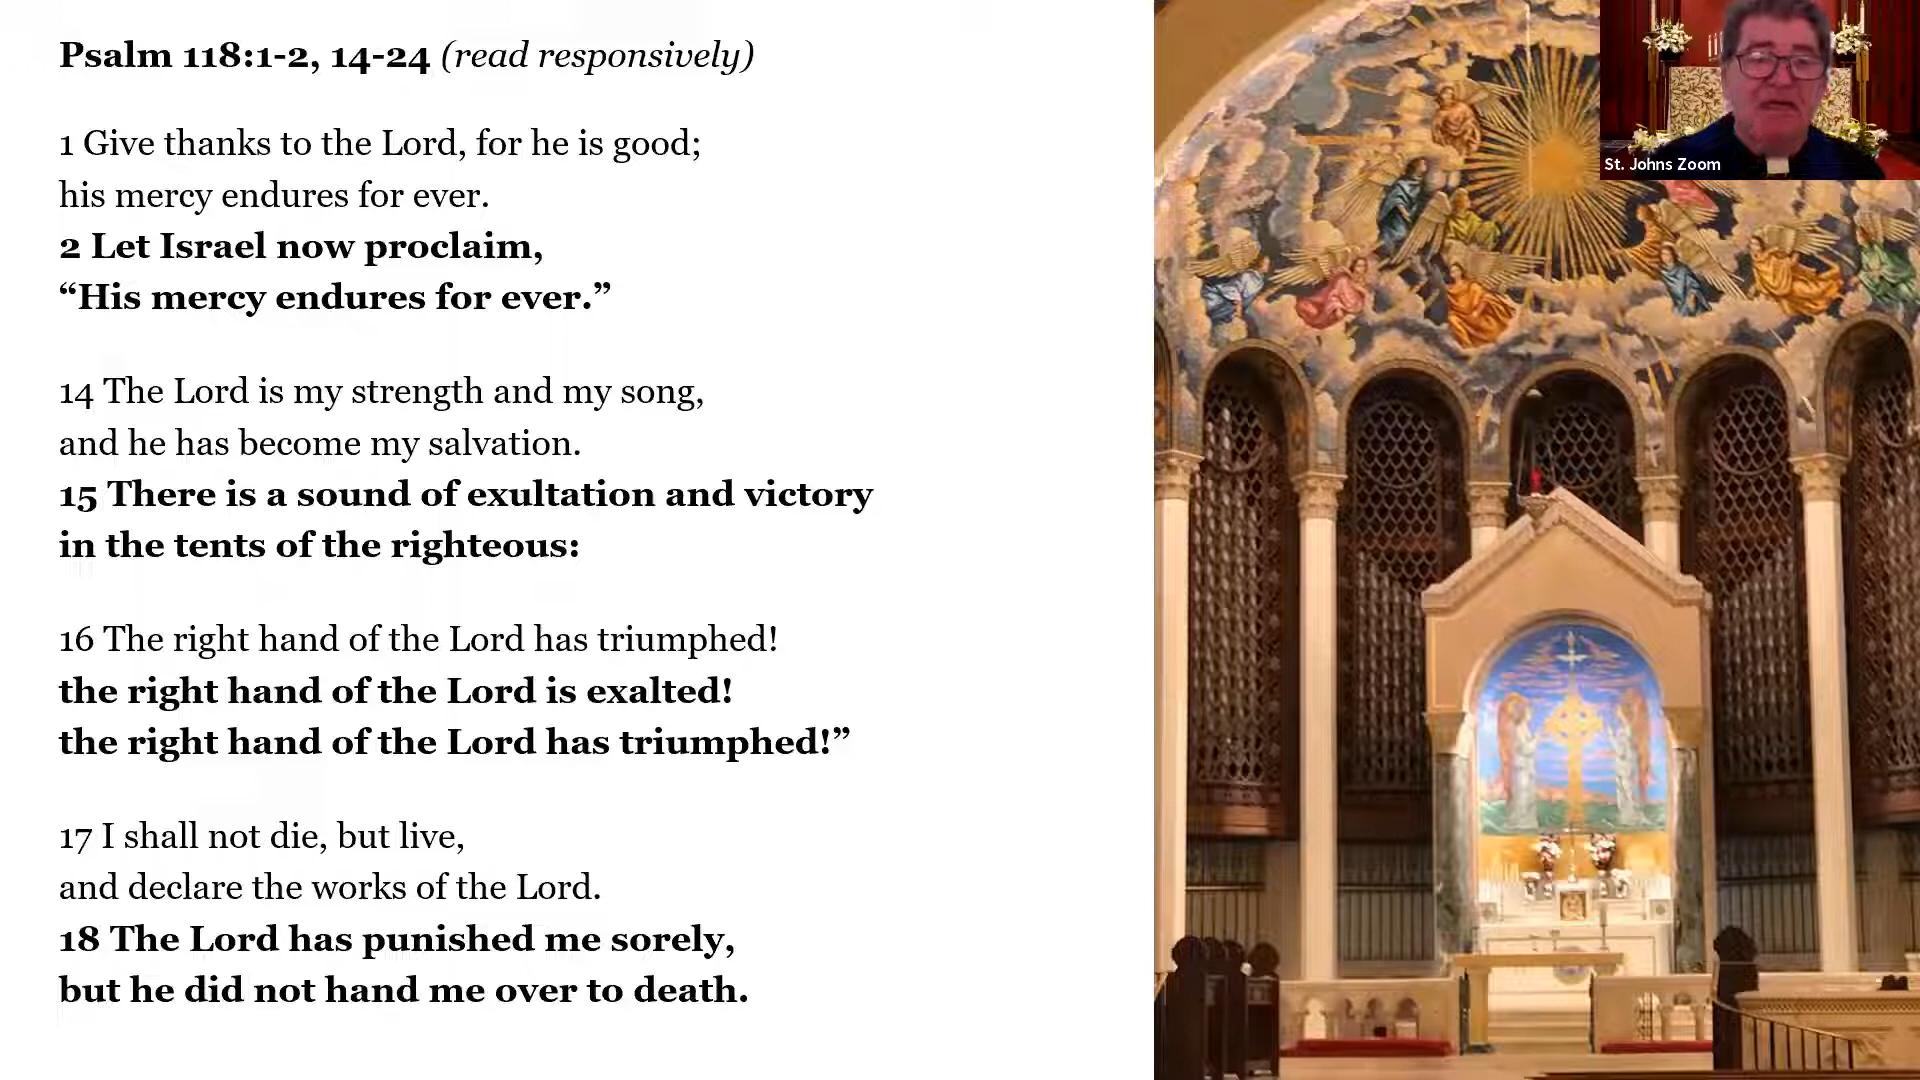 Psalm 118:1-2, 14-24 (read responsively)
1 Give thanks to the Lord, for he is good;
his mercy endures for ever.
2 Let Israel now proclaim,
“His mercy endures for ever.”
14 The Lord is my strength and my song,
and he has become my salvation.
15 There is a sound of exultation and victory
in the tents of the righteous:
16 The right hand of the Lord has triumphed!
the right hand of the Lord is exalted!
the right hand of the Lord has triumphed!”
17 I shall not die, but live,
and declare the works of the Lord.
18 The Lord has punished me sorely,
but he did not hand me over to death.
St. Johns Zoom